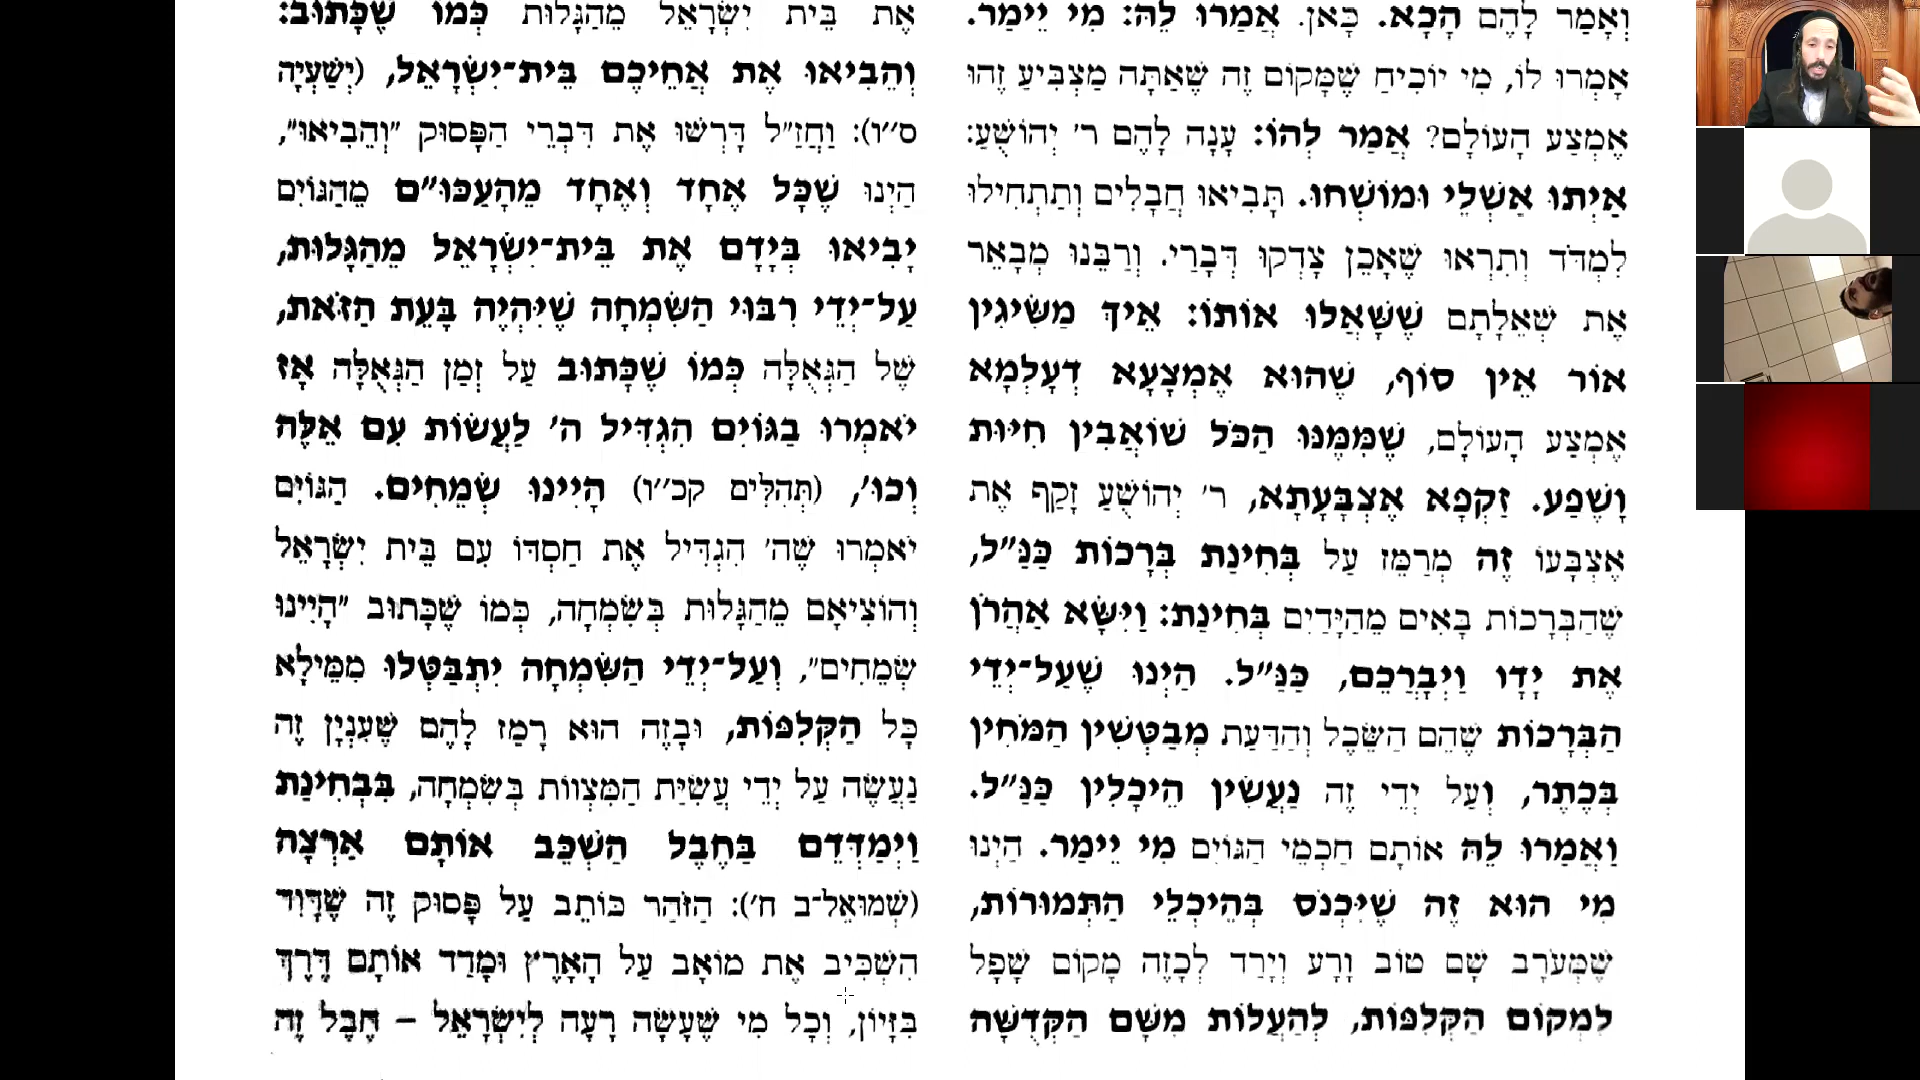 וְאָמַר לָהֶם הָכָא. כָּאן. אֲמַרוּ לֵהּ: מִי יֵימַר.
אָמְרוּ לוֹ, מִי יוֹכִיחַ שֶׁמָּקוֹם זֶה שֶׁאַתָּה מַצְבִּיעַ זֶהוּ
אֶמְצַע הָעוֹלָם? אֲמַר לְהוֹ: עָנָה לָהֶם ר׳ יְהוֹשֻׁעַ:
אַיְתוּ אַשְׁלֵי וּמוֹשְׁחוּ. תָּבִיאוּ חֲבָלִים וְתַתְחִילוּ
לִמְדֹּד וְתִרְאוּ שֶׁאָכֵן צָדְקוּ דְּבָרַי. וְרַבֵּנוּ מְבָאֵר
אֶת שְׁאֵלָתָם שֶׁשָּׁאֲלוּ אוֹתוֹ: אֵיךְ מַשִּׂיגִין
אוֹר אֵין סוֹף, שֶׁהוּא אֶמְצָעָא דְעָלְמָא
אֶמְצַע הָעוֹלָם, שֶׁמִּמֶּנּוּ הַכֹּל שׁוֹאֲבִין חִיּוּת
וָשֶׁפַע. זַקְפָא אֶצְבַּעְתָא, ר׳ יְהוֹשֻׁעַ זָקַף אֶת
אֶצְבָּעוֹ זֶה מְרַמֵּז עַל בְּחִינַת בְּרָכוֹת כַּנַּ״ל,
שֶׁהַבְּרָכוֹת בָּאִים מֵהַיָּדַיִם בְּחִינַת: וַיִּשָּׂא אַהֲרֹן
אֶת יָדָו וַיְבָרֲכֵם, כַּנַּ״ל. הַיְנוּ שֶׁעַל־יְדֵי
הַבְּרָכוֹת שֶׁהֵם הַשֵּׂכֶל וְהַדַּעַת מְבַטְּשִׁין הַמֹּחִין
בְּכֶתֶר, וְעַל יְדֵי זֶה נַעֲשִׂין הֵיכָלִין כַּנַּ״ל.
וַאֲמַרוּ לֵהּ אוֹתָם חַכְמֵי הַגּוֹיִם מִי יֵימַר. הַיְנוּ
מִי הוּא זֶה שֶׁיִּכְנֹס בְּהֵיכְלֵי הַתְּמוּרוֹת,
שֶׁמְּעֹרָב שָׁם טוֹב וָרָע וְיָרַד לְכָזֶה מָקוֹם שָׁפָל
לִמְקוֹם הַקְּלִפּוֹת, לְהַעֲלוֹת מִשָּׁם הַקְּדֻשָּׁה
אֶת בֵּית יִשְׂרָאֵל מֵהַגָּלוּת כְּמוֹ שֶׁכָּתוּב:
וְהֵבִיאוּ אֶת אֲחֵיכֶם בֵּית־יִשְׂרָאֵל, (יְשַׁעְיָה
ס׳׳ו): וַחֲזַ״ל דָּרְשׁוּ אֶת דִּבְרֵי הַפָּסוּק ״וְהֵבִיאוּ״,
הַיְנוּ שֶׁכָּל אֶחָד וְאֶחָד מֵהָעַכּוּ״ם מֵהַגּוֹיִם
יָבִיאוּ בְּיָדָם אֶת בֵּית־יִשְׂרָאֵל מֵהַגָּלוּת,
עַל־יְדֵי רִבּוּי הַשִּׂמְחָה שֶׁיִּהְיֶה בָּעֵת הַזֹּאת,
שֶׁל הַגְּאֻלָּה כְּמוֹ שֶׁכָּתוּב עַל זְמַן הַגְּאֻלָּה אָז
יֹאמְרוּ בַגּוֹיִם הִגְדִּיל ה׳ לַעֲשׂוֹת עִם אֵלֶּה
וְכוּ׳, (תְּהִלִּים קכ׳׳ו) הָיִינוּ שְׂמֵחִים. הַגּוֹיִם
יֹאמְרוּ שֶׁה׳ הִגְדִּיל אֶת חַסְדּוֹ עִם בֵּית יִשְׂרָאֵל
וְהוֹצִיאָם מֵהַגָּלוּת בְּשִׂמְחָה, כְּמוֹ שֶׁכָּתוּב ״הָיִינוּ
שְׂמֵחִים״, וְעַל־יְדֵי הַשִּׂמְחָה יִתְבַּטְּלוּ מִמֵּילָא
כָּל הַקְּלִפּוֹת, וּבָזֶה הוּא רָמַז לָהֶם שֶׁעִנְיָן זֶה
נַעֲשֶׂה עַל יְדֵי עֲשִׂיַּת הַמִּצְווֹת בְּשִׂמְחָה, בִּבְחִינַת
וַיְמַדְּדֵם בַּחֶבֶל הַשְׁכֵּב אוֹתָם אַרְצָה
(שְׁמוּאֵל־ב ח׳): הַזֹּהַר כּוֹתֵב עַל פָּסוּק זֶה שֶׁדָּוִד
הִשְׁכִּיב אֶת מוֹאָב עַל הָאָרֶץ וּמָדַד אוֹתָם דֶּרֶךְ
בִּזָּיוֹן, וְכָל מִי שֶׁעָשָׂה רָעָה לְיִשְׂרָאֵל – חֶבֶל זֶה